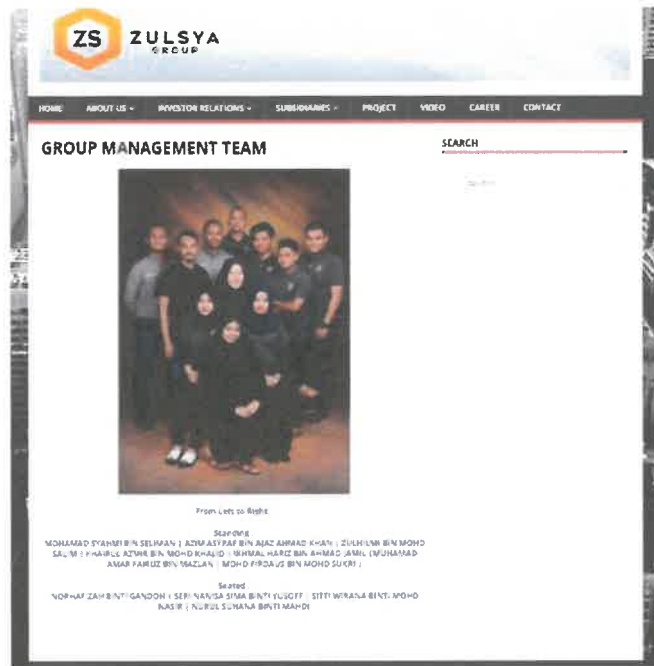 ZS ZULSYA
GROUP
HOME ABOUT US INVESTOR RELATIONS SUBSIDIARIES PROJECT VIDEO CAREER CONTACT
GROUP MANAGEMENT TEAM
SEARCH
From Left to Right
Standing
MOHAMAD SYAHMI BIN SELIMAN | AZIM ASYRAF BIN AJAZ AHMAD KHAN | ZULHILMI BIN MOHD
SALIM | KHAIRUL AZMIR BIN MOHD KHALID | IKHMAL HARIZ BIN AHMAD JAMIL | MUHAMAD
AMAR FAIRUZ BIN MAZLAN | MOHD FIRDAUS BIN MOHD SUKRI |
Seated
NORHAFIZAH BINTI GANDOH | SERI NANISA SIMA BINTI YUSOFF | SITTI WIRANA BINTI MOHD
NASIR | NURUL SUHANA BINTI MAHDI